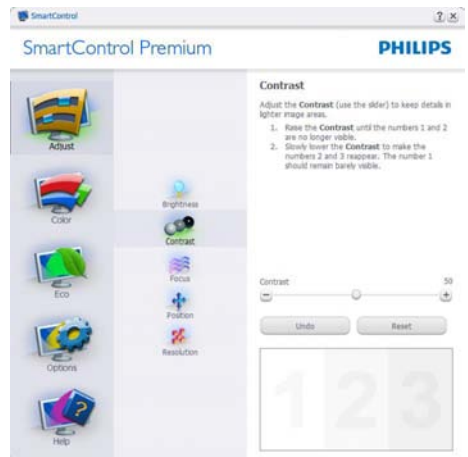 SmartControl
SmartControl Premium
PHILIPS
Adjust
Color
Eco
Options
Help
Brightness
Contrast
Focus
Position
Resolution
Contrast
Adjust the Contrast (use the slider) to keep details in
lighter image areas.
1. Raise the Contrast until the numbers 1 and 2
are no longer visible.
2. Slowly lower the Contrast to make the
numbers 2 and 3 reappear. The number 1
should remain barely visible.
Contrast 50
Undo Reset
1 2 3